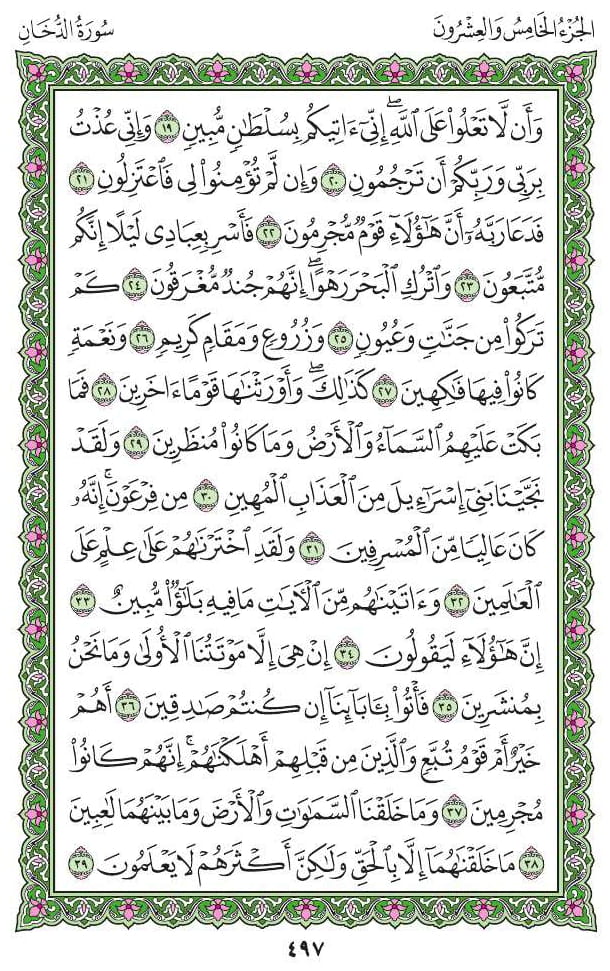 الجُزْءُ الخَامِسُ وَالعِشْرُونَ
سُورَةُ الدُّخَانِ
وَأَن لَّا تَعْلُوا۟ عَلَى ٱللَّهِ ۖ إِنِّىٓ ءَاتِيكُم بِسُلْطَـٰنٍ مُّبِينٍ ١٩ وَإِنِّى عُذْتُ
بِرَبِّى وَرَبِّكُمْ أَن تَرْجُمُونِ ٢٠ وَإِن لَّمْ تُؤْمِنُوا۟ لِى فَٱعْتَزِلُونِ ٢١
فَدَعَا رَبَّهُۥٓ أَنَّ هَـٰٓؤُلَآءِ قَوْمٌ مُّجْرِمُونَ ٢٢ فَأَسْرِ بِعِبَادِى لَيْلًا إِنَّكُم
مُّتَّبَعُونَ ٢٣ وَٱتْرُكِ ٱلْبَحْرَ رَهْوًا ۖ إِنَّهُمْ جُندٌ مُّغْرَقُونَ ٢٤ كَمْ
تَرَكُوا۟ مِن جَنَّـٰتٍ وَعُيُونٍ ٢٥ وَزُرُوعٍ وَمَقَامٍ كَرِيمٍ ٢٦ وَنَعْمَةٍ
كَانُوا۟ فِيهَا فَـٰكِهِينَ ٢٧ كَذَٰلِكَ ۖ وَأَوْرَثْنَـٰهَا قَوْمًا ءَاخَرِينَ ٢٨ فَمَا
بَكَتْ عَلَيْهِمُ ٱلسَّمَآءُ وَٱلْأَرْضُ وَمَا كَانُوا۟ مُنظَرِينَ ٢٩ وَلَقَدْ
نَجَّيْنَا بَنِىٓ إِسْرَٰٓءِيلَ مِنَ ٱلْعَذَابِ ٱلْمُهِينِ ٣٠ مِن فِرْعَوْنَ ۚ إِنَّهُۥ
كَانَ عَالِيًا مِّنَ ٱلْمُسْرِفِينَ ٣١ وَلَقَدِ ٱخْتَرْنَـٰهُمْ عَلَىٰ عِلْمٍ عَلَى
ٱلْعَـٰلَمِينَ ٣٢ وَءَاتَيْنَـٰهُم مِّنَ ٱلْـَٔايَـٰتِ مَا فِيهِ بَلَـٰٓؤٌا۟ مُّبِينٌ ٣٣
إِنَّ هَـٰٓؤُلَآءِ لَيَقُولُونَ ٣٤ إِنْ هِىَ إِلَّا مَوْتَتُنَا ٱلْأُولَىٰ وَمَا نَحْنُ
بِمُنشَرِينَ ٣٥ فَأْتُوا۟ بِـَٔابَآئِنَآ إِن كُنتُمْ صَـٰدِقِينَ ٣٦ أَهُمْ
خَيْرٌ أَمْ قَوْمُ تُبَّعٍ وَٱلَّذِينَ مِن قَبْلِهِمْ ۚ أَهْلَكْنَـٰهُمْ ۖ إِنَّهُمْ كَانُوا۟
مُجْرِمِينَ ٣٧ وَمَا خَلَقْنَا ٱلسَّمَـٰوَٰتِ وَٱلْأَرْضَ وَمَا بَيْنَهُمَا لَـٰعِبِينَ
٣٨ مَا خَلَقْنَـٰهُمَآ إِلَّا بِٱلْحَقِّ وَلَـٰكِنَّ أَكْثَرَهُمْ لَا يَعْلَمُونَ ٣٩
٤٩٧